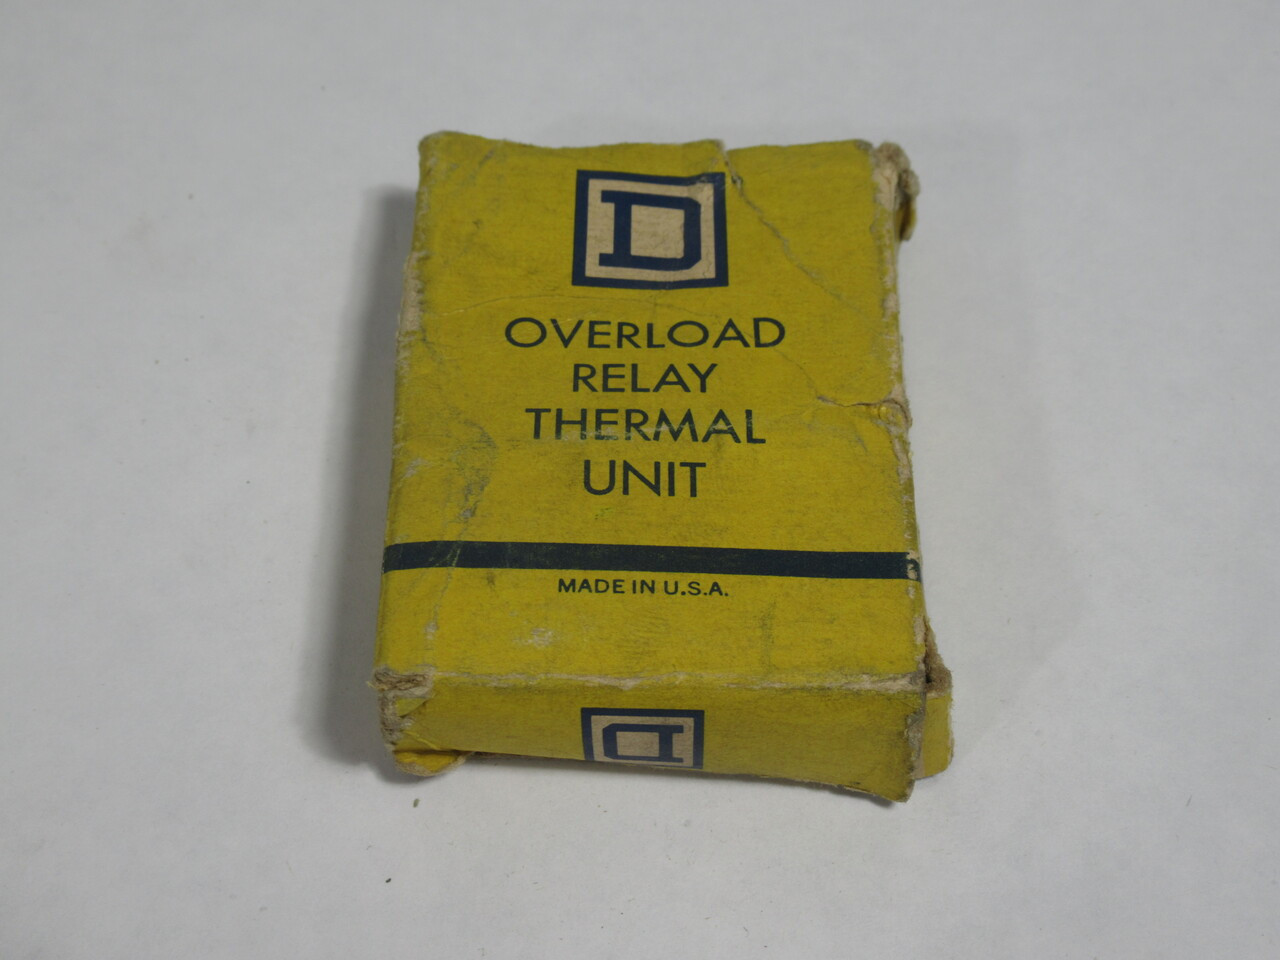 D
OVERLOAD
RELAY
THERMAL
UNIT
MADE IN U.S.A.
D